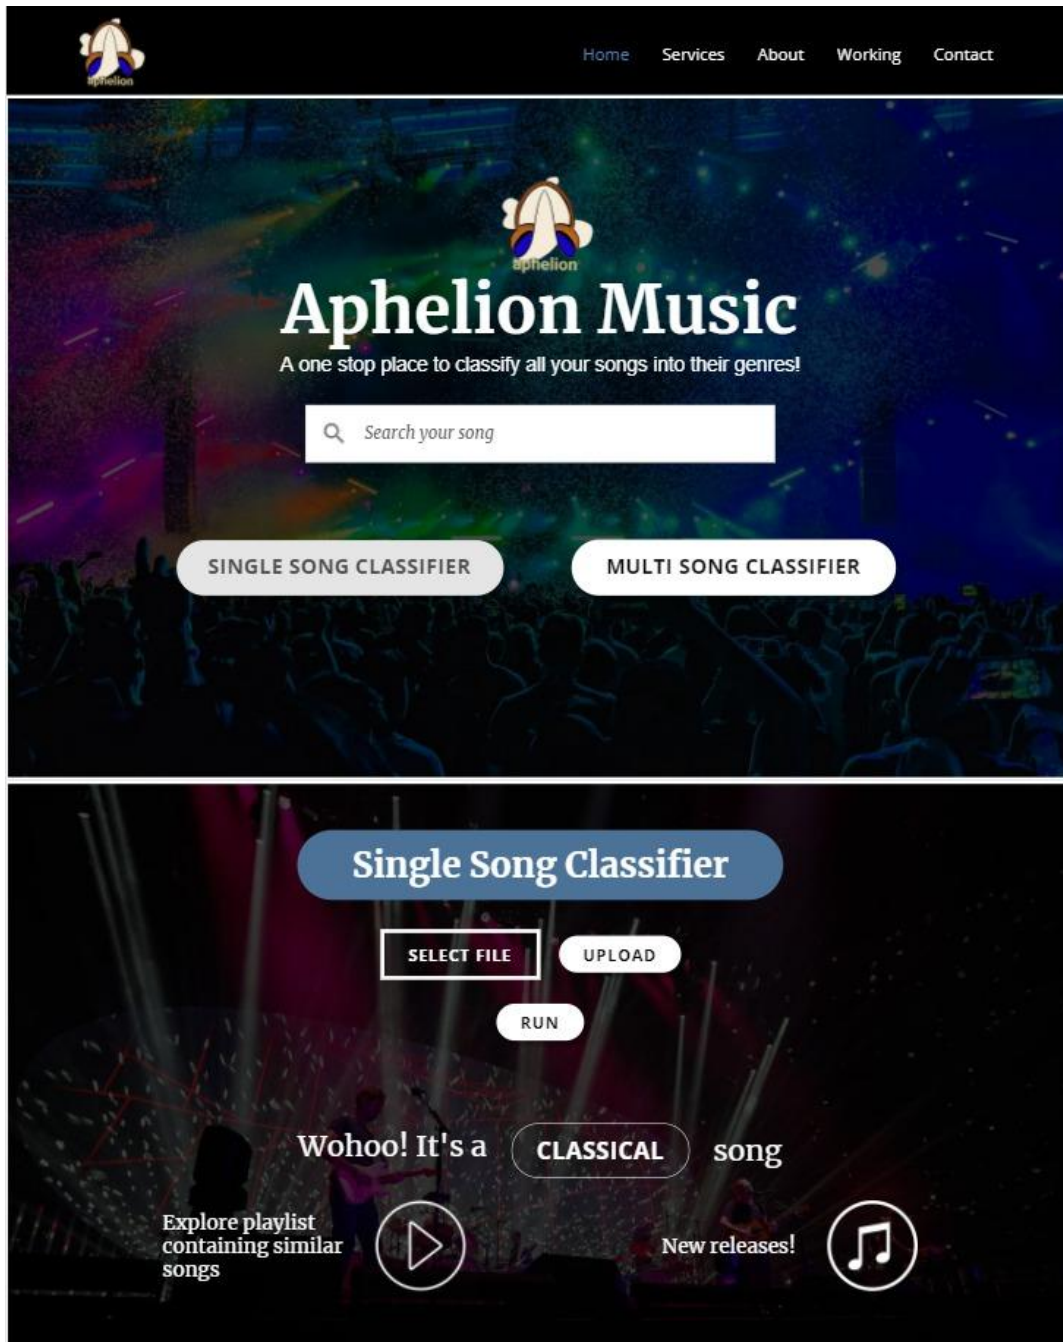 aphelion
Home Services About Working Contact
aphelion
Aphelion Music
A one stop place to classify all your songs into their genres!
Search your song
SINGLE SONG CLASSIFIER MULTI SONG CLASSIFIER
Single Song Classifier
SELECT FILE UPLOAD
RUN
Wohoo! It's a CLASSICAL song
Explore playlist
containing similar
songs
New releases!